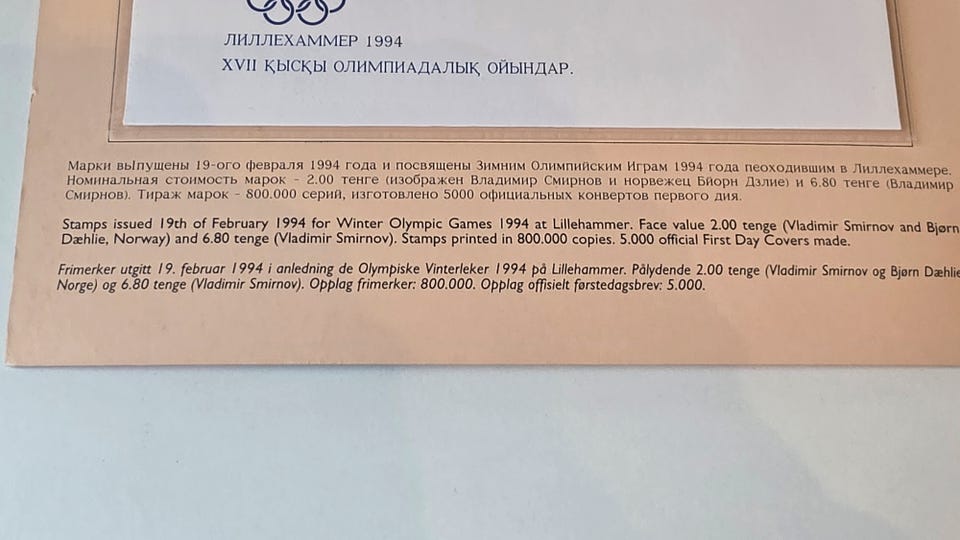 ЛИЛЛЕХАММЕР 1994
XVII ҚЫСҚЫ ОЛИМПИАДАЛЫҚ ОЙЫНДАР.
Марки выпущены 19-ого февраля 1994 года и посвящены Зимним Олимпийским Играм 1994 года пеоходившим в Лиллехаммере.
Номинальная стоимость марок - 2.00 тенге (изображен Владимир Смирнов и норвежец Бйорн Дэлие) и 6.80 тенге (Владимир
Смирнов). Тираж марок - 800.000 серий, изготовлено 5000 официальных конвертов первого дия.
Stamps issued 19th of February 1994 for Winter Olympic Games 1994 at Lillehammer. Face value 2.00 tenge (Vladimir Smirnov and Bjørn
Dæhlie, Norway) and 6.80 tenge (Vladimir Smirnov). Stamps printed in 800.000 copies. 5.000 official First Day Covers made.
Frimerker utgitt 19. februar 1994 i anledning de Olympiske Vinterleker 1994 på Lillehammer. Pålydende 2.00 tenge (Vladimir Smirnov og Bjørn Dæhlie
Norge) og 6.80 tenge (Vladimir Smirnov). Opplag frimerker: 800.000. Opplag offisielt førstedagsbrev: 5.000.